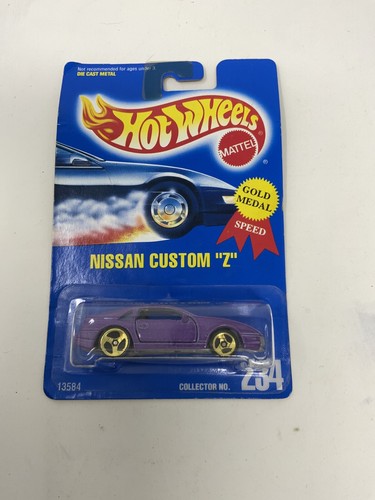 Not recommended for ages under 3.
DIE CAST METAL
HOT WHEELS
®
MATTEL
®
GOLD
MEDAL
SPEED
NISSAN CUSTOM "Z"
13584
COLLECTOR NO. 234